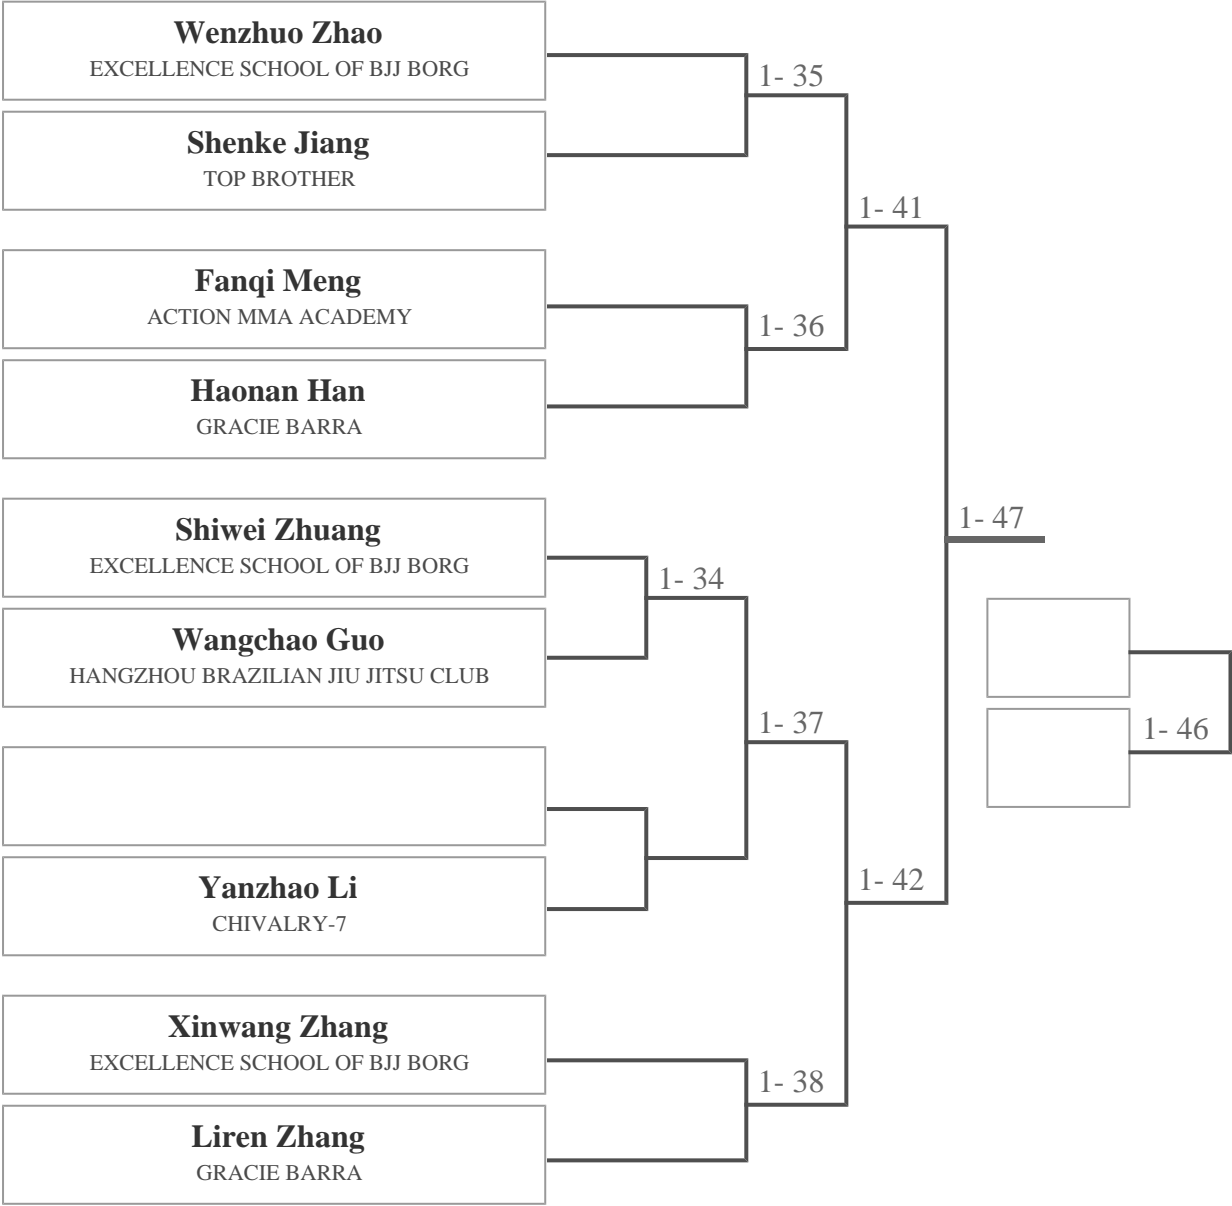 Wenzhuo Zhao
EXCELLENCE SCHOOL OF BJJ BORG
1- 35
Shenke Jiang
TOP BROTHER
1- 41
Fanqi Meng
ACTION MMA ACADEMY
1- 36
Haonan Han
GRACIE BARRA
Shiwei Zhuang
EXCELLENCE SCHOOL OF BJJ BORG
1- 47
1- 34
Wangchao Guo
HANGZHOU BRAZILIAN JIU JITSU CLUB
1- 37
1- 46
Yanzhao Li
CHIVALRY-7
1- 42
Xinwang Zhang
EXCELLENCE SCHOOL OF BJJ BORG
1- 38
Liren Zhang
GRACIE BARRA